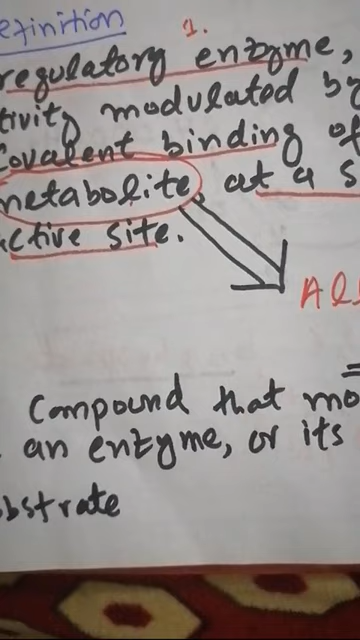 efinition
1.
regulatory enzyme,
tivity modulated by
Covalent binding of
metabolite at a s
active site.
All
Compound that mo
an enzyme, or its
bstrate